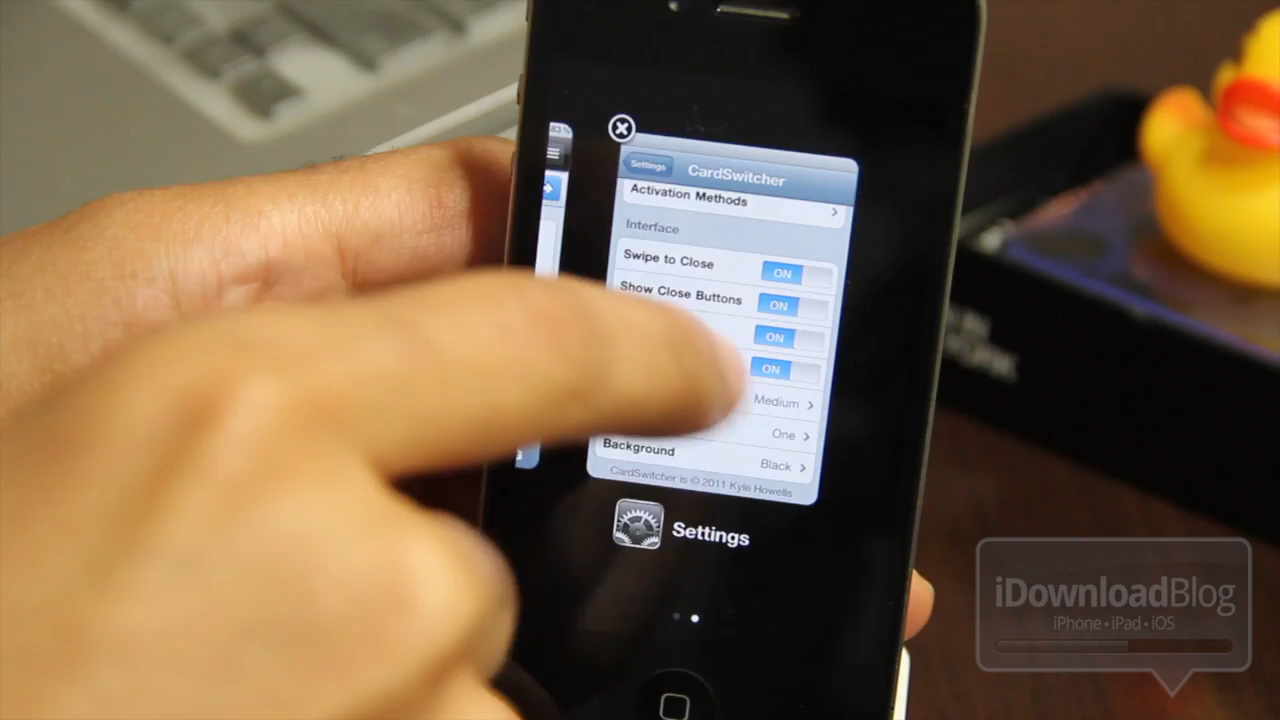 83%
Settings
CardSwitcher
Activation Methods
Interface
Swipe to Close
ON
Show Close Buttons
ON
ON
ON
Medium
One
Background
Black
CardSwitcher is © 2011 Kyle Howells
Settings
iDownloadBlog
iPhone • iPad • iOS